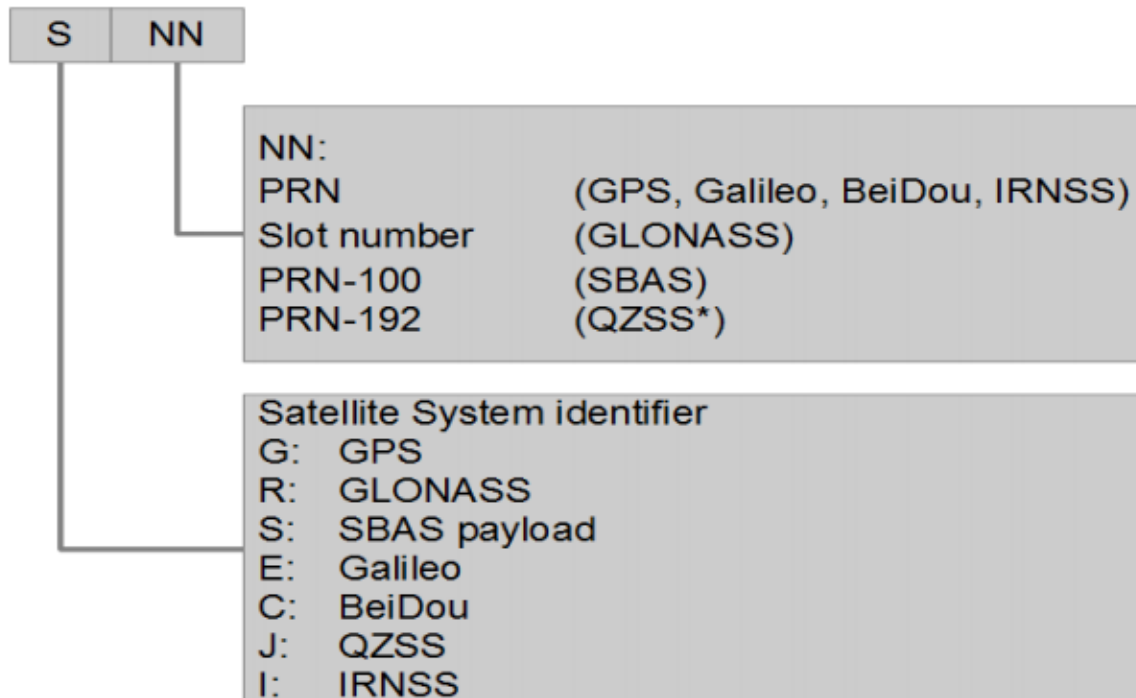 S NN
NN:
PRN (GPS, Galileo, BeiDou, IRNSS)
Slot number (GLONASS)
PRN-100 (SBAS)
PRN-192 (QZSS*)
Satellite System identifier
G: GPS
R: GLONASS
S: SBAS payload
E: Galileo
C: BeiDou
J: QZSS
I: IRNSS